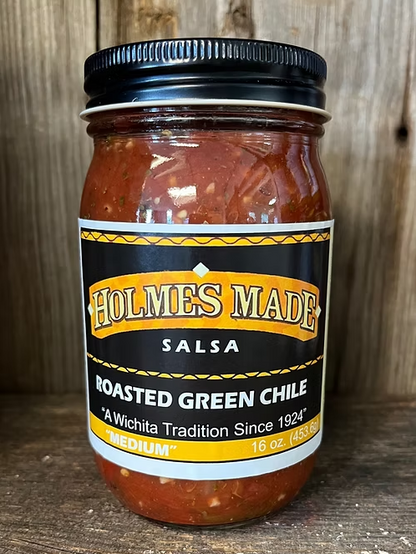 HOLMES MADE
SALSA
ROASTED GREEN CHILE
"A Wichita Tradition Since 1924"
"MEDIUM" 16 oz. (453.6g)